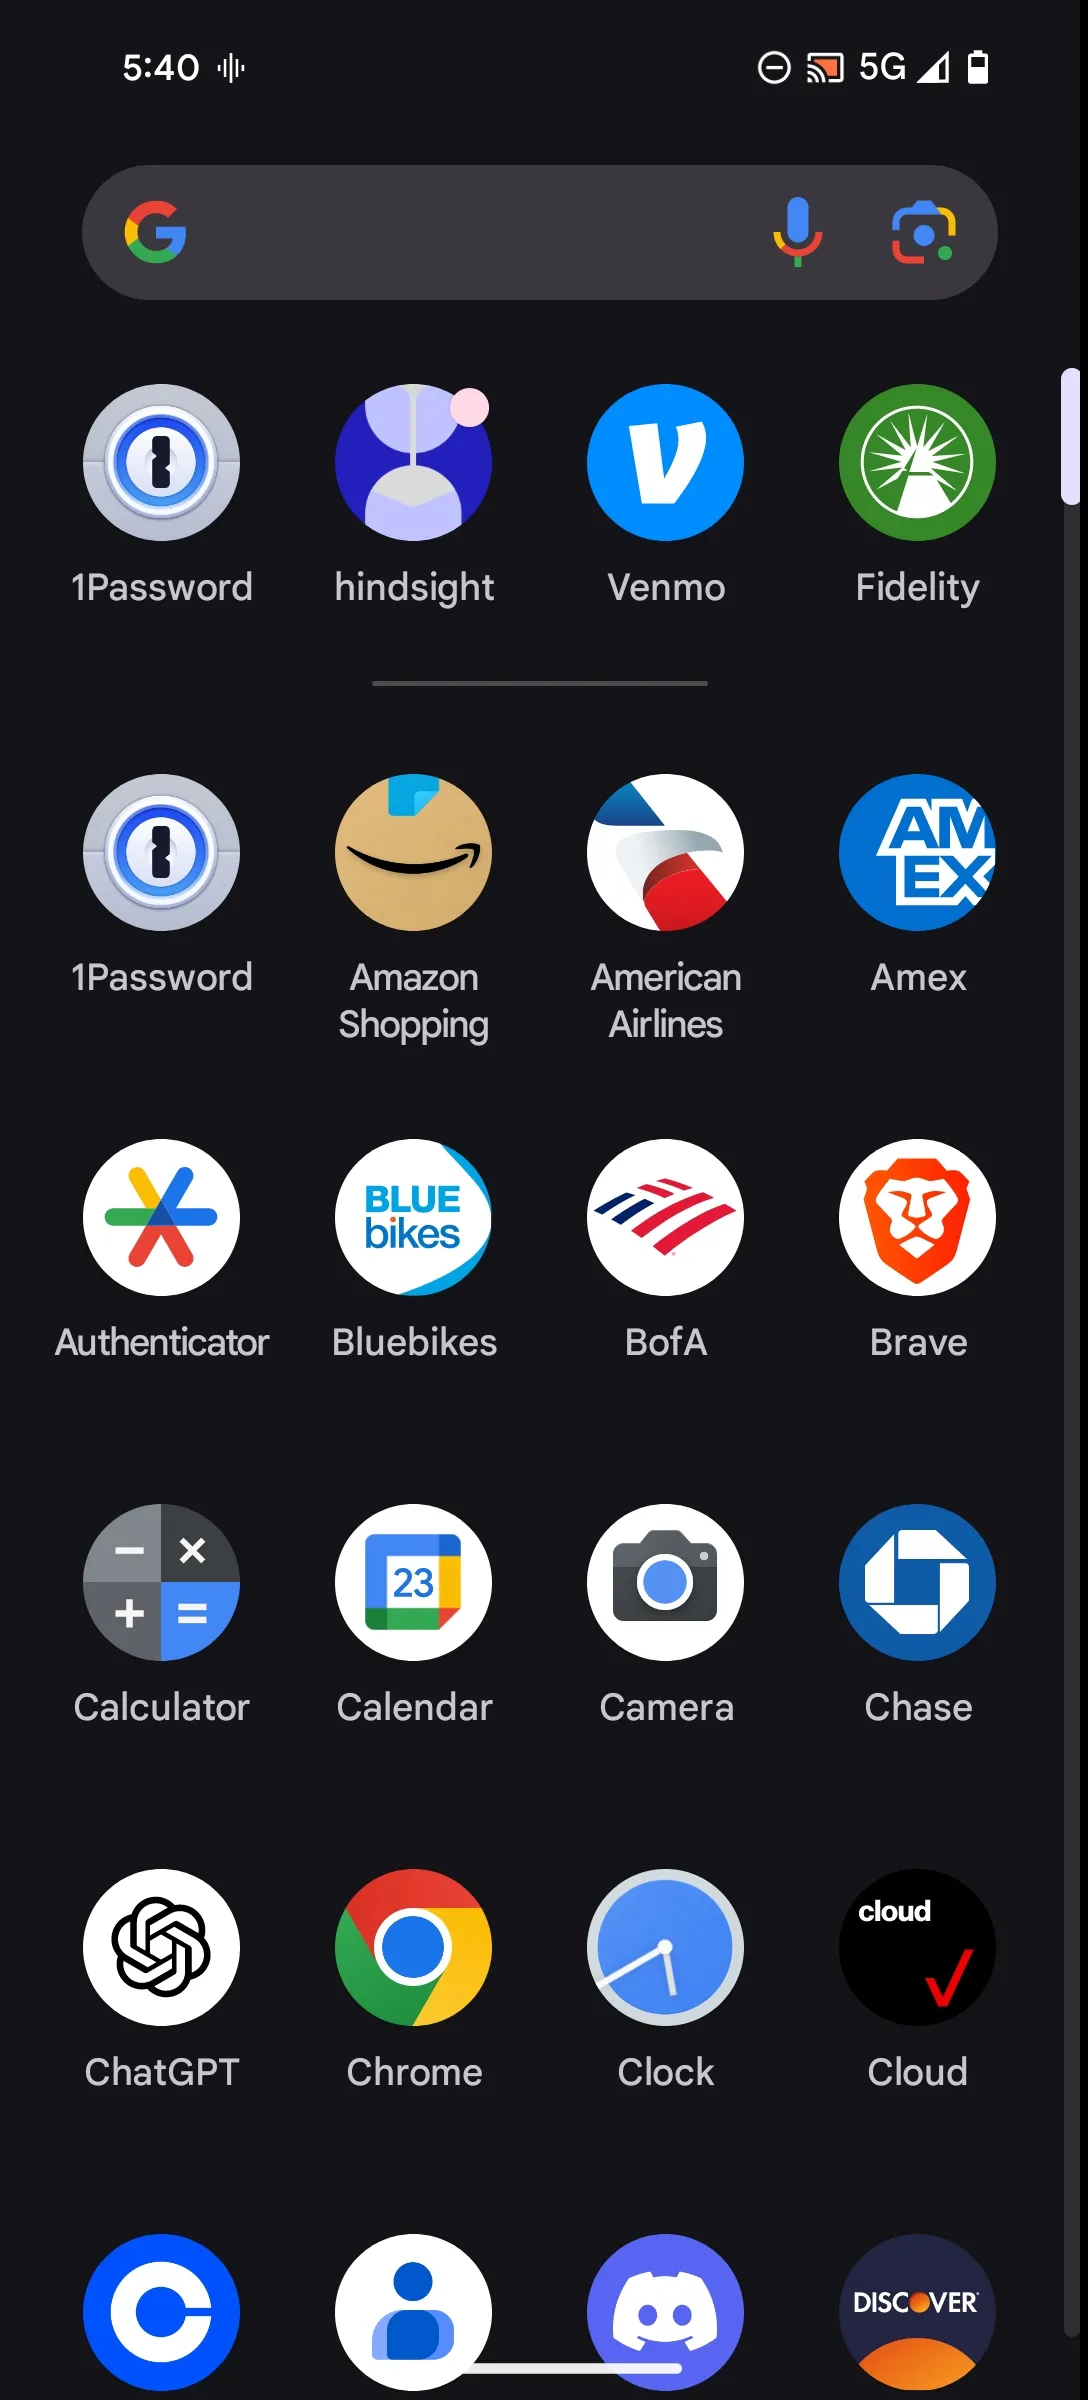 5:40 5G
1Password hindsight Venmo Fidelity
AM
EX
1Password Amazon Shopping American Airlines Amex
BLUE
bikes
Authenticator Bluebikes BofA Brave
23
Calculator Calendar Camera Chase
cloud
ChatGPT Chrome Clock Cloud
DISCOVER